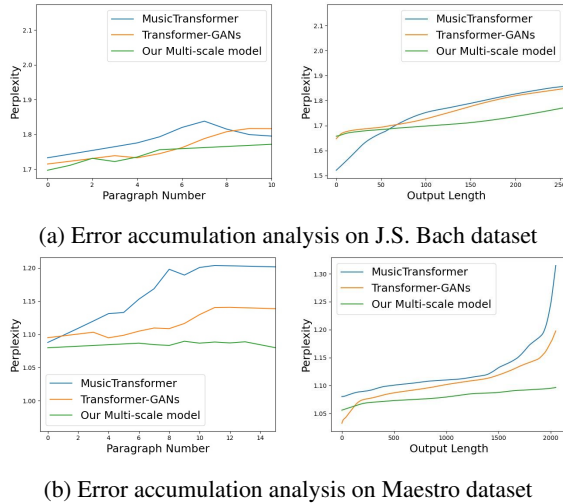 MusicTransformer
Transformer-GANs
Our Multi-scale model
Perplexity
2.1
2.0
1.9
1.8
1.7
0 2 4 6 8 10
Paragraph Number
MusicTransformer
Transformer-GANs
Our Multi-scale model
Perplexity
2.1
2.0
1.9
1.8
1.7
1.6
1.5
0 50 100 150 200 250
Output Length
(a) Error accumulation analysis on J.S. Bach dataset
Perplexity
1.20
1.15
1.10
1.05
1.00
MusicTransformer
Transformer-GANs
Our Multi-scale model
0 2 4 6 8 10 12 14
Paragraph Number
MusicTransformer
Transformer-GANs
Our Multi-scale model
Perplexity
1.30
1.25
1.20
1.15
1.10
1.05
0 500 1000 1500 2000
Output Length
(b) Error accumulation analysis on Maestro dataset